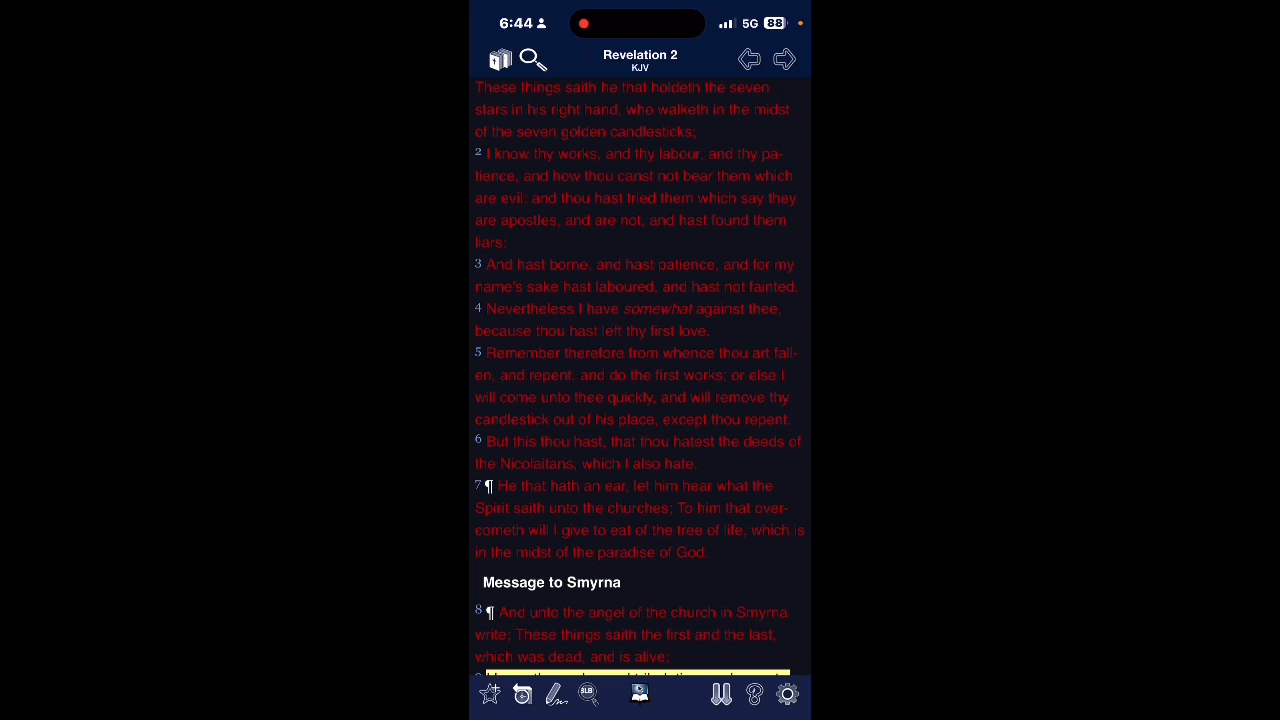 6:44
5G 88
Revelation 2
KJV
These things saith he that holdeth the seven
stars in his right hand, who walketh in the midst
of the seven golden candlesticks;
2 I know thy works, and thy labour, and thy pa-
tience, and how thou canst not bear them which
are evil: and thou hast tried them which say they
are apostles, and are not, and hast found them
liars:
3 And hast borne, and hast patience, and for my
name's sake hast laboured, and hast not fainted.
4 Nevertheless I have somewhat against thee,
because thou hast left thy first love.
5 Remember therefore from whence thou art fall-
en, and repent, and do the first works; or else I
will come unto thee quickly, and will remove thy
candlestick out of his place, except thou repent.
6 But this thou hast, that thou hatest the deeds of
the Nicolaitans, which I also hate.
7 ¶ He that hath an ear, let him hear what the
Spirit saith unto the churches; To him that over-
cometh will I give to eat of the tree of life, which is
in the midst of the paradise of God.
Message to Smyrna
8 ¶ And unto the angel of the church in Smyrna
write; These things saith the first and the last,
which was dead, and is alive;
SLB